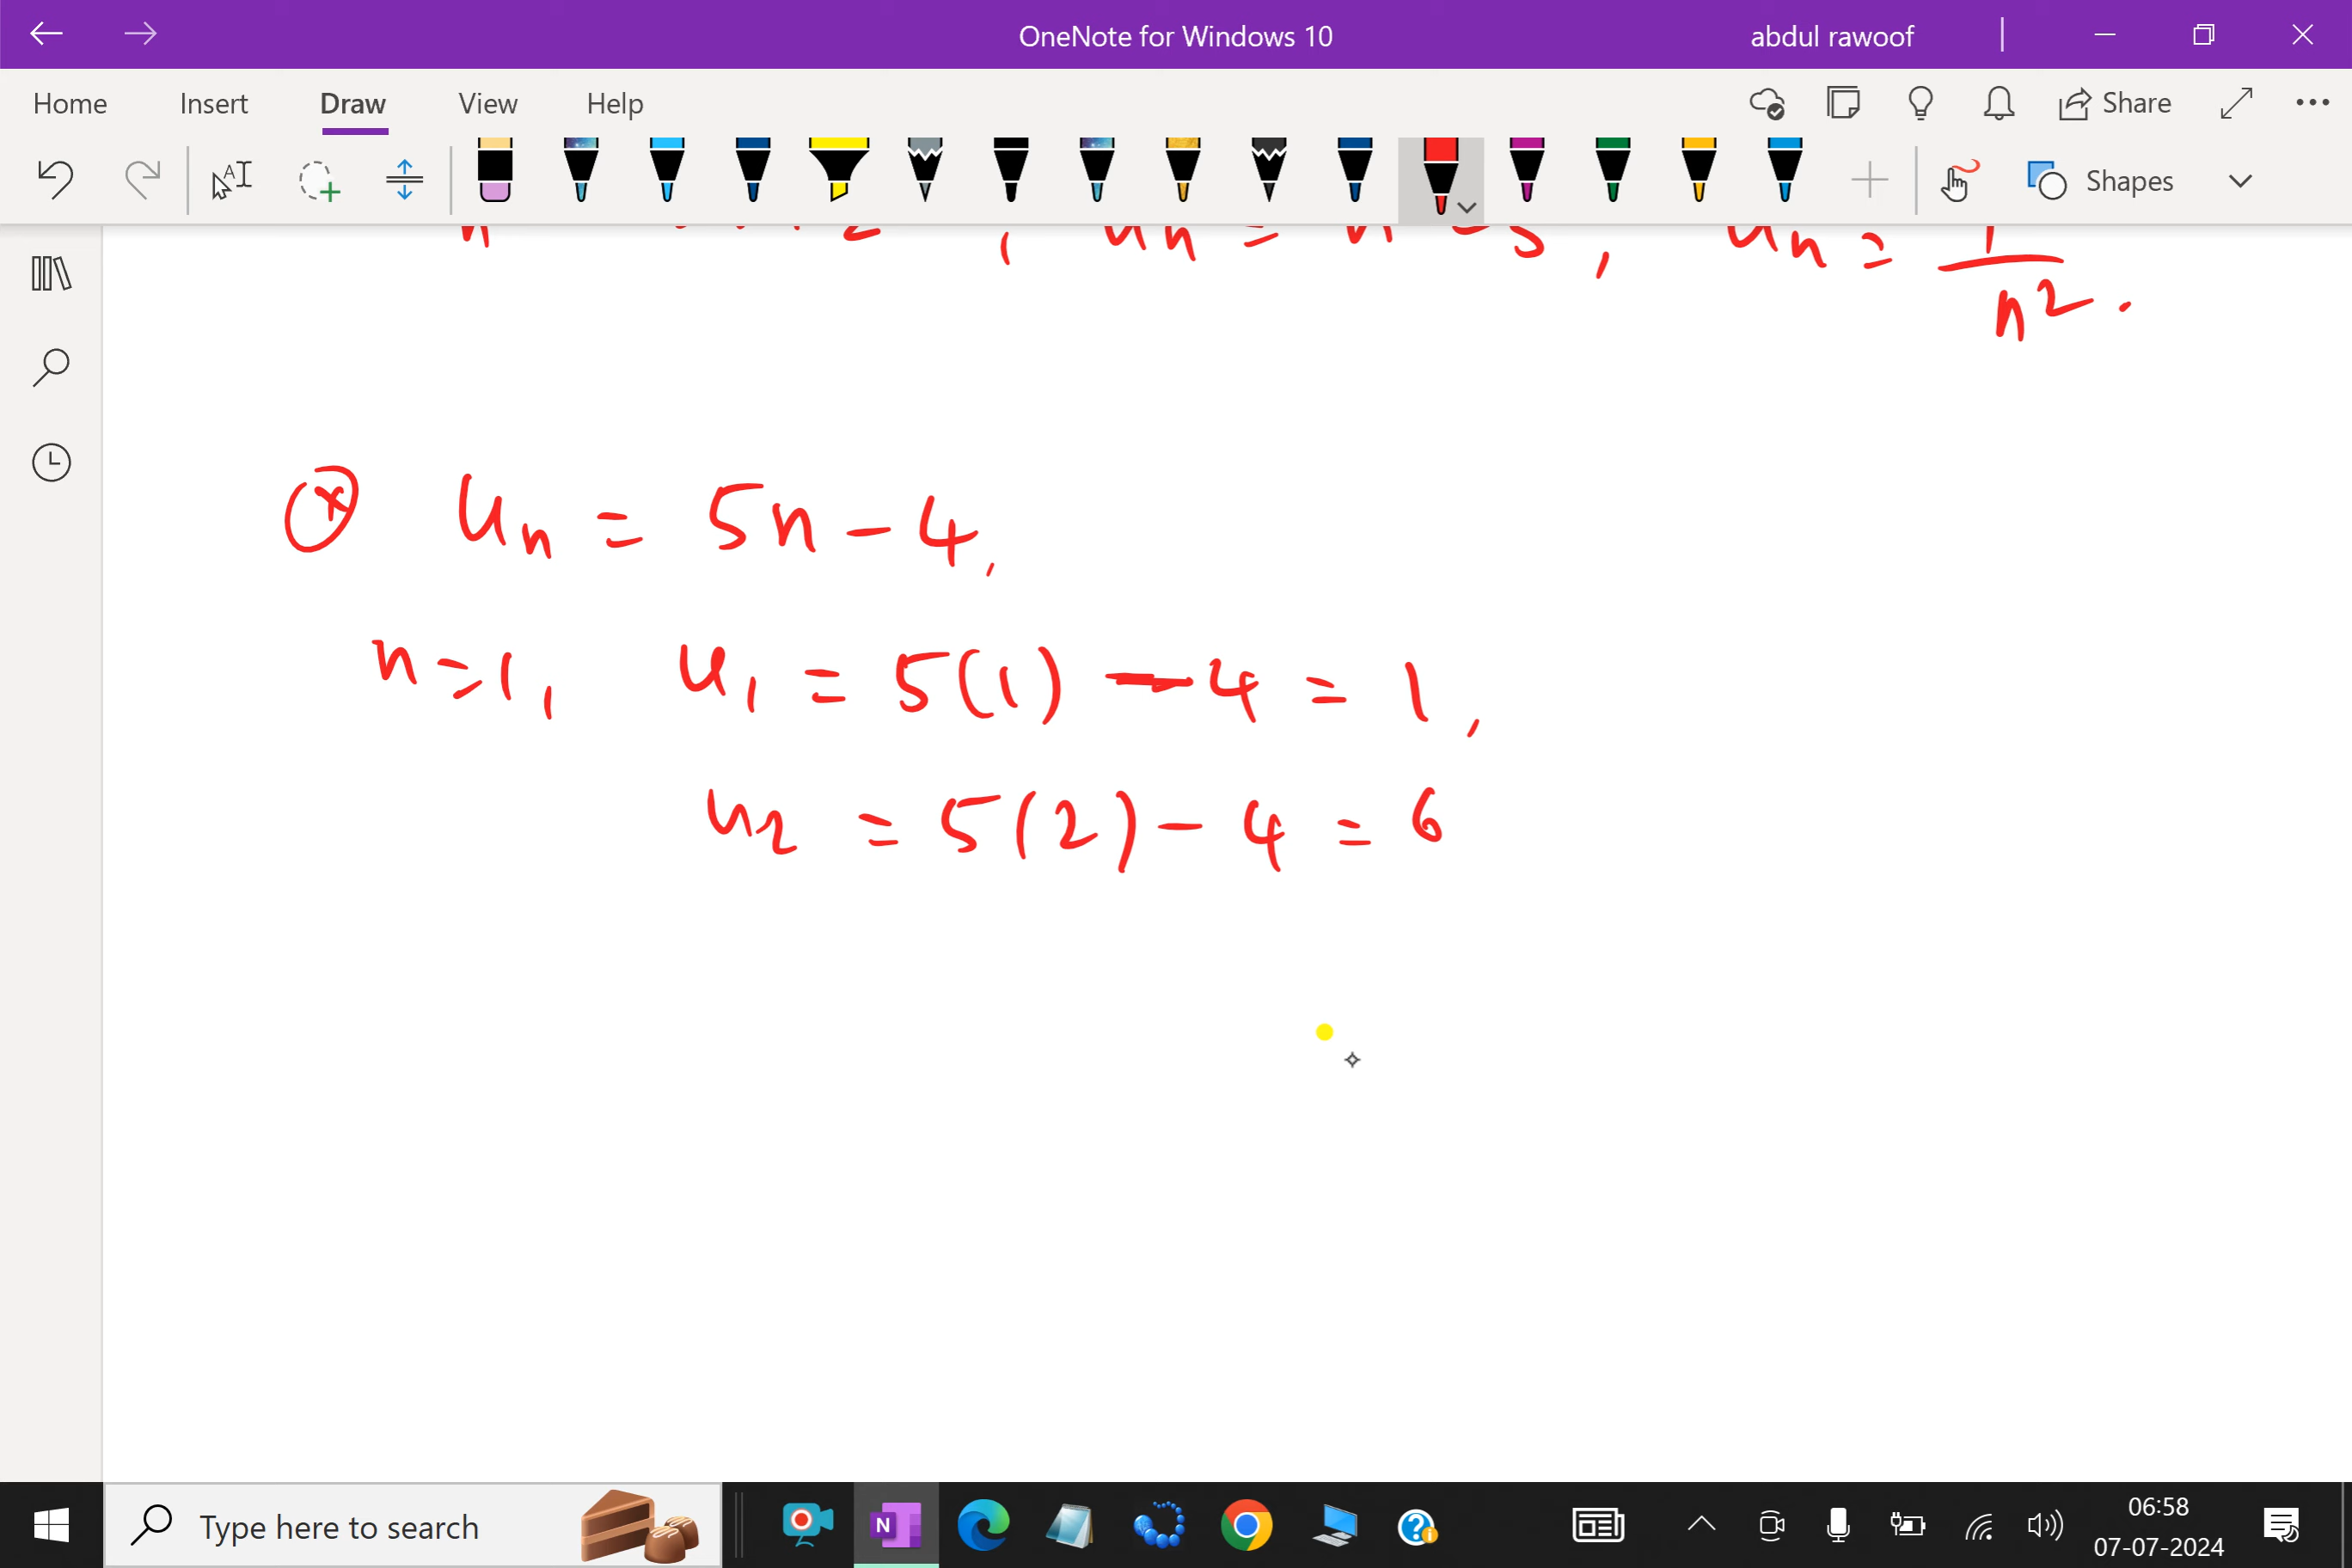 OneNote for Windows 10
abdul rawoof
Home Insert Draw View Help
Share
Shapes
uₙ = 1/n².
* Uₙ = 5n - 4,
n = 1, u₁ = 5(1) - 4 = 1,
u₂ = 5(2) - 4 = 6
Type here to search
06:58
07-07-2024